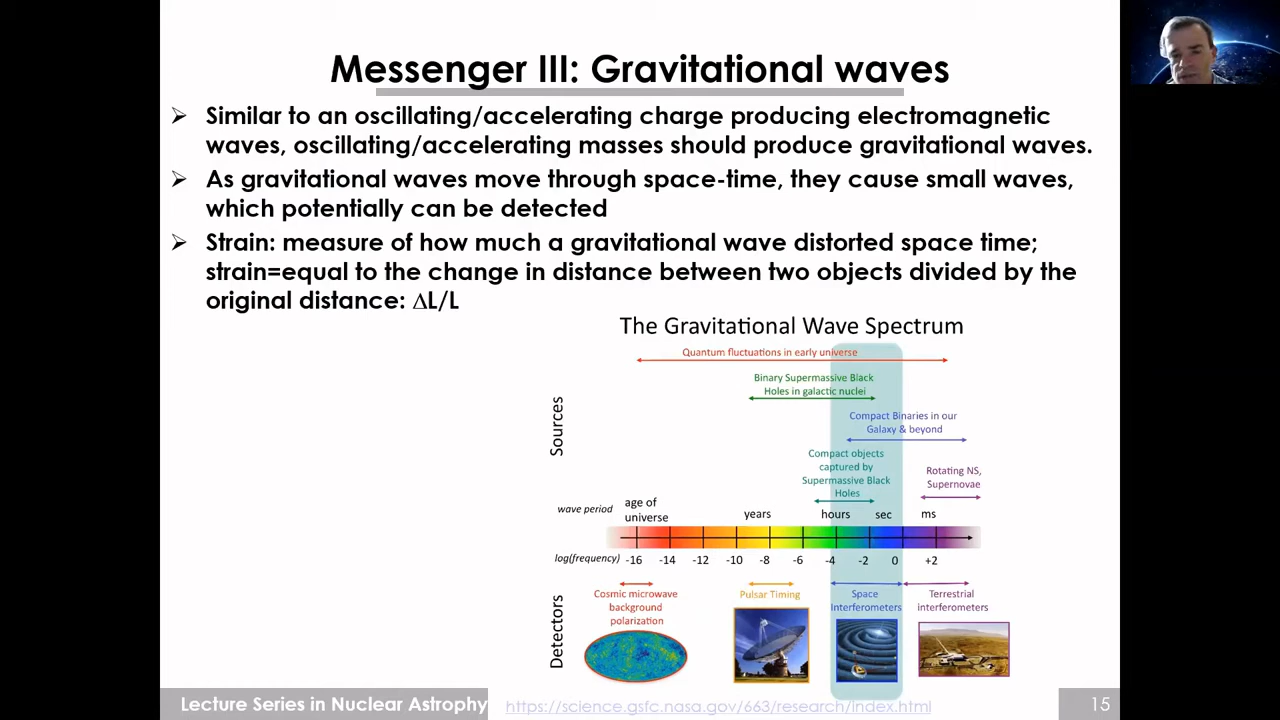 Messenger III: Gravitational waves
Similar to an oscillating/accelerating charge producing electromagnetic
waves, oscillating/accelerating masses should produce gravitational waves.
As gravitational waves move through space-time, they cause small waves,
which potentially can be detected
Strain: measure of how much a gravitational wave distorted space time;
strain=equal to the change in distance between two objects divided by the
original distance: ∆L/L
The Gravitational Wave Spectrum
Quantum fluctuations in early universe
Binary Supermassive Black
Holes in galactic nuclei
Compact Binaries in our
Galaxy & beyond
Compact objects
captured by
Supermassive Black
Holes
Rotating NS,
Supernovae
Sources
wave period
age of
universe
years
hours
sec
ms
log(frequency)
-16 -14 -12 -10 -8 -6 -4 -2 0 +2
Detectors
Cosmic microwave
background
polarization
Pulsar Timing
Space
Interferometers
Terrestrial
interferometers
Lecture Series in Nuclear Astrophy
https://science.gsfc.nasa.gov/663/research/index.html
15